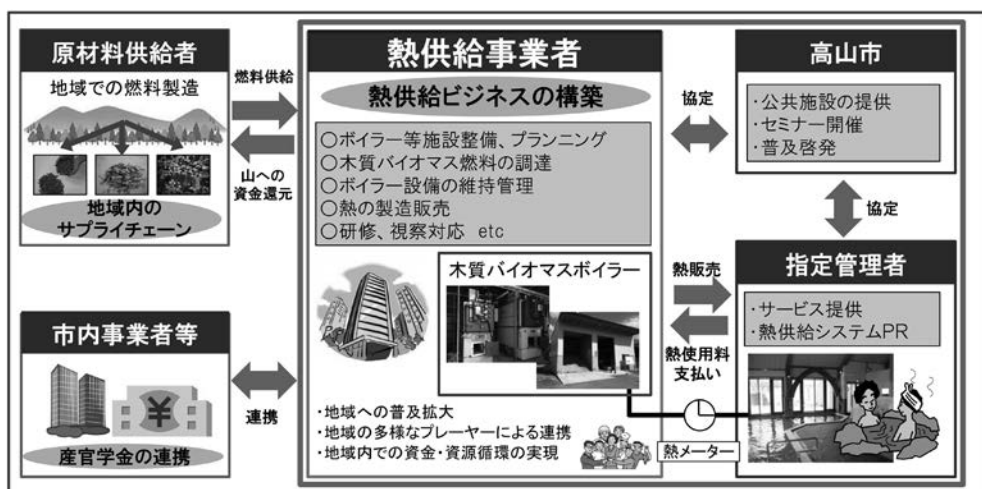 原材料供給者
地域での燃料製造
地域内の
サプライチェーン
燃料供給
山への
資金還元
市内事業者等
¥
産官学金の連携
連携
熱供給事業者
熱供給ビジネスの構築
○ボイラー等施設整備、プランニング
○木質バイオマス燃料の調達
○ボイラー設備の維持管理
○熱の製造販売
○研修、視察対応 etc
木質バイオマスボイラー
・地域への普及拡大
・地域の多様なプレーヤーによる連携
・地域内での資金・資源循環の実現
協定
熱販売
熱使用料
支払い
熱メーター
高山市
・公共施設の提供
・セミナー開催
・普及啓発
協定
指定管理者
・サービス提供
・熱供給システムPR